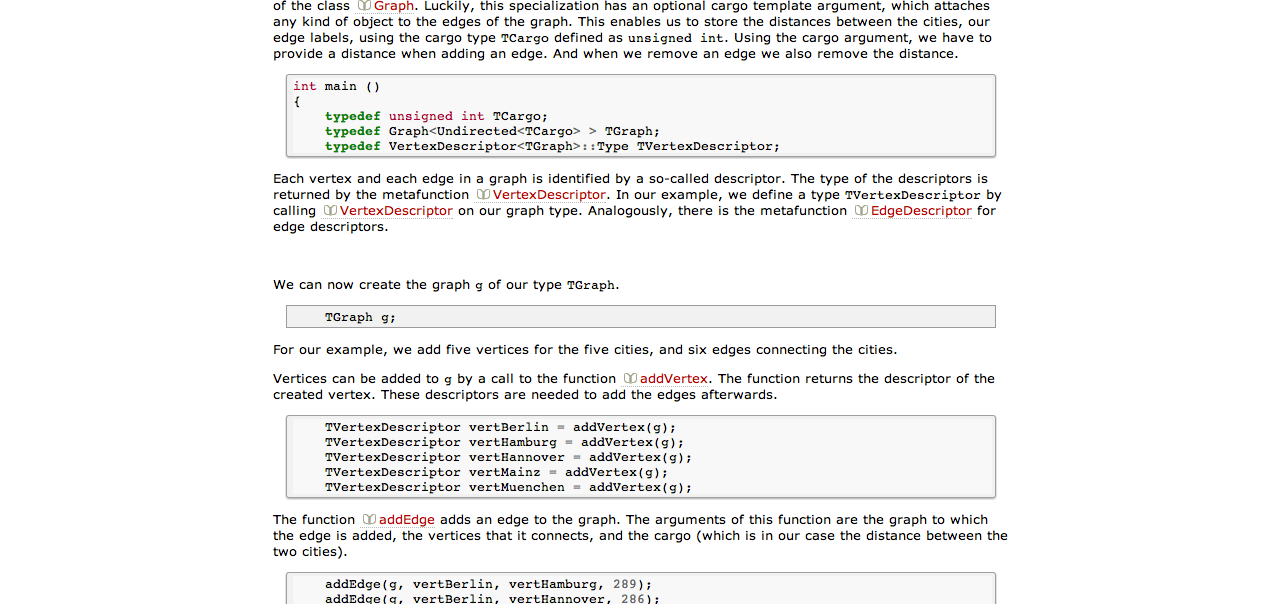 of the class Graph. Luckily, this specialization has an optional cargo template argument, which attaches
any kind of object to the edges of the graph. This enables us to store the distances between the cities, our
edge labels, using the cargo type TCargo defined as unsigned int. Using the cargo argument, we have to
provide a distance when adding an edge. And when we remove an edge we also remove the distance.
int main ()
{
    typedef unsigned int TCargo;
    typedef Graph<Undirected<TCargo> > TGraph;
    typedef VertexDescriptor<TGraph>::Type TVertexDescriptor;
Each vertex and each edge in a graph is identified by a so-called descriptor. The type of the descriptors is
returned by the metafunction VertexDescriptor. In our example, we define a type TVertexDescriptor by
calling VertexDescriptor on our graph type. Analogously, there is the metafunction EdgeDescriptor for
edge descriptors.
We can now create the graph g of our type TGraph.
    TGraph g;
For our example, we add five vertices for the five cities, and six edges connecting the cities.
Vertices can be added to g by a call to the function addVertex. The function returns the descriptor of the
created vertex. These descriptors are needed to add the edges afterwards.
    TVertexDescriptor vertBerlin = addVertex(g);
    TVertexDescriptor vertHamburg = addVertex(g);
    TVertexDescriptor vertHannover = addVertex(g);
    TVertexDescriptor vertMainz = addVertex(g);
    TVertexDescriptor vertMuenchen = addVertex(g);
The function addEdge adds an edge to the graph. The arguments of this function are the graph to which
the edge is added, the vertices that it connects, and the cargo (which is in our case the distance between the
two cities).
    addEdge(g, vertBerlin, vertHamburg, 289);
    addEdge(g, vertBerlin, vertHannover, 286);